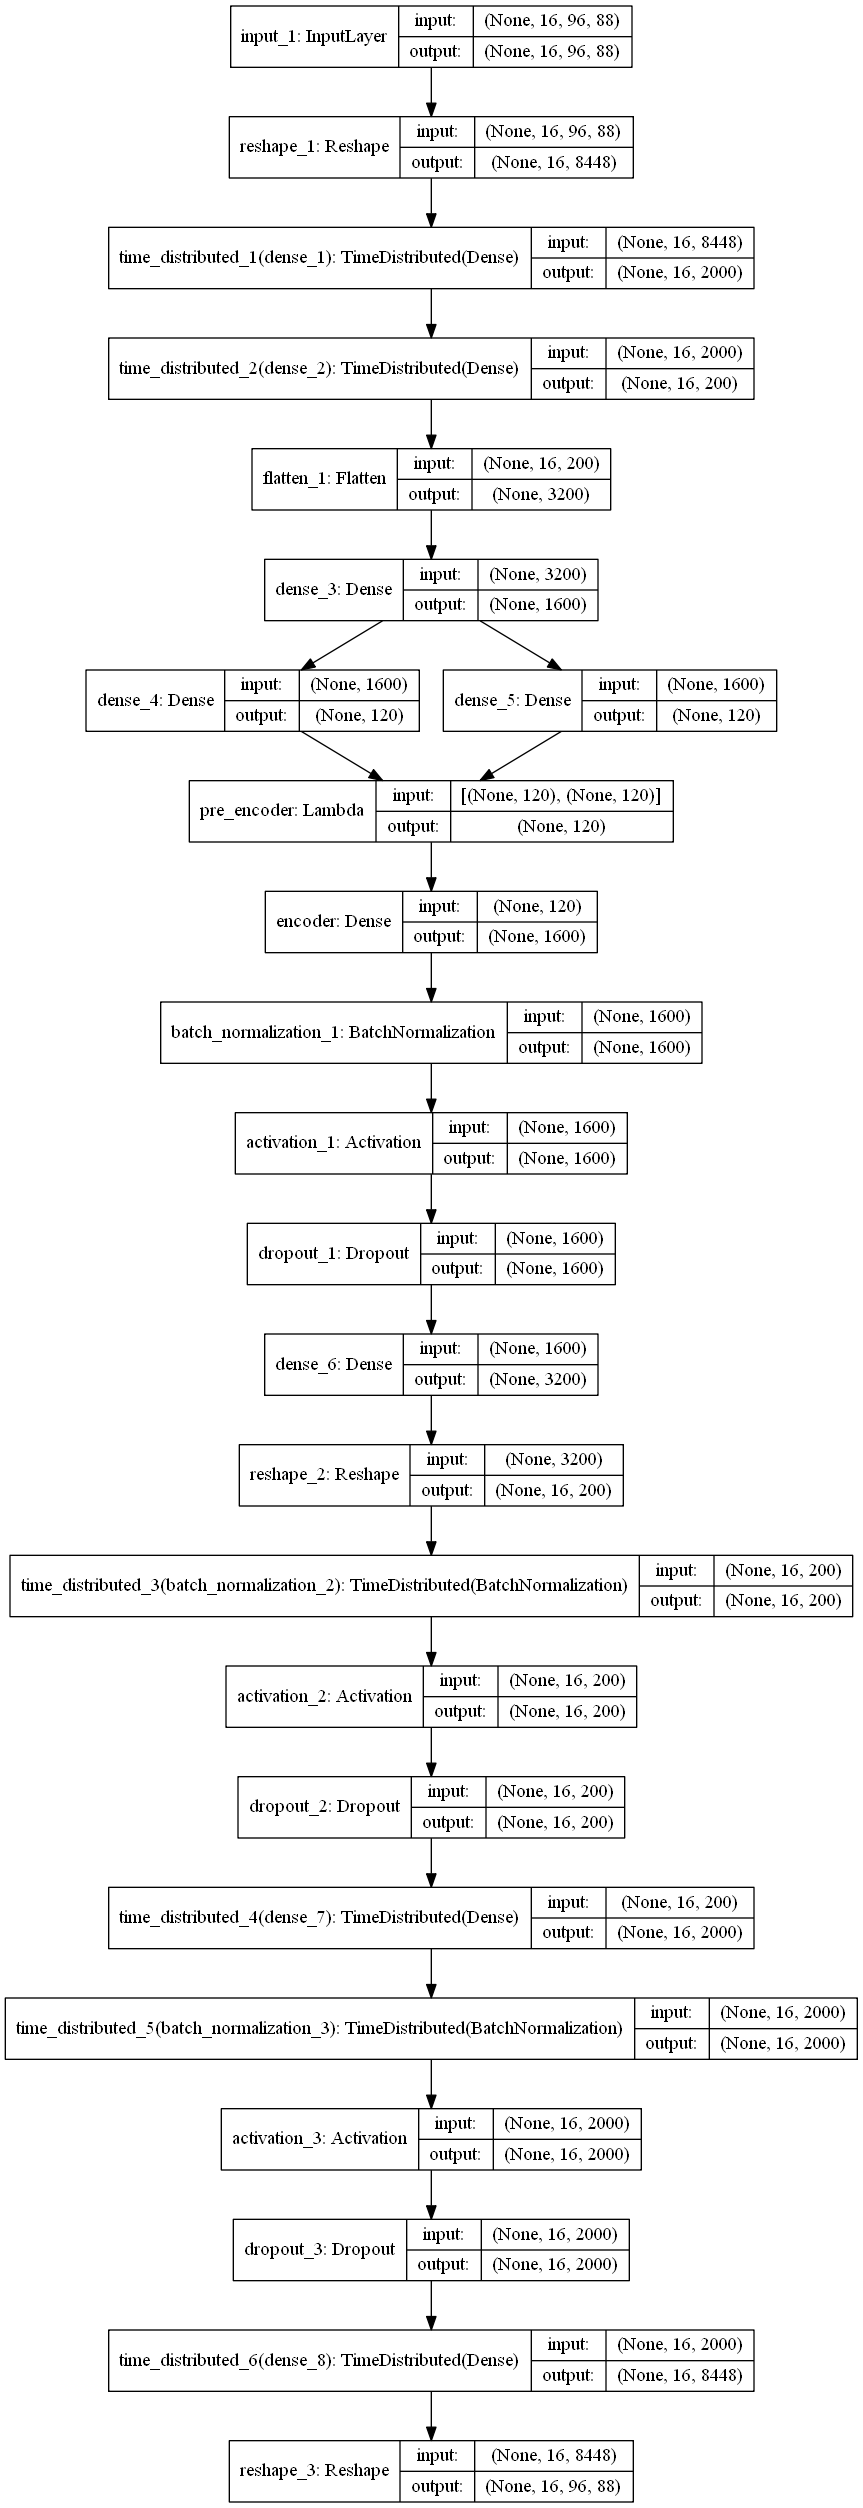 input_1: InputLayer
input: (None, 16, 96, 88)
output: (None, 16, 96, 88)
reshape_1: Reshape
input: (None, 16, 96, 88)
output: (None, 16, 8448)
time_distributed_1(dense_1): TimeDistributed(Dense)
input: (None, 16, 8448)
output: (None, 16, 2000)
time_distributed_2(dense_2): TimeDistributed(Dense)
input: (None, 16, 2000)
output: (None, 16, 200)
flatten_1: Flatten
input: (None, 16, 200)
output: (None, 3200)
dense_3: Dense
input: (None, 3200)
output: (None, 1600)
dense_4: Dense
input: (None, 1600)
output: (None, 120)
dense_5: Dense
input: (None, 1600)
output: (None, 120)
pre_encoder: Lambda
input: [(None, 120), (None, 120)]
output: (None, 120)
encoder: Dense
input: (None, 120)
output: (None, 1600)
batch_normalization_1: BatchNormalization
input: (None, 1600)
output: (None, 1600)
activation_1: Activation
input: (None, 1600)
output: (None, 1600)
dropout_1: Dropout
input: (None, 1600)
output: (None, 1600)
dense_6: Dense
input: (None, 1600)
output: (None, 3200)
reshape_2: Reshape
input: (None, 3200)
output: (None, 16, 200)
time_distributed_3(batch_normalization_2): TimeDistributed(BatchNormalization)
input: (None, 16, 200)
output: (None, 16, 200)
activation_2: Activation
input: (None, 16, 200)
output: (None, 16, 200)
dropout_2: Dropout
input: (None, 16, 200)
output: (None, 16, 200)
time_distributed_4(dense_7): TimeDistributed(Dense)
input: (None, 16, 200)
output: (None, 16, 2000)
time_distributed_5(batch_normalization_3): TimeDistributed(BatchNormalization)
input: (None, 16, 2000)
output: (None, 16, 2000)
activation_3: Activation
input: (None, 16, 2000)
output: (None, 16, 2000)
dropout_3: Dropout
input: (None, 16, 2000)
output: (None, 16, 2000)
time_distributed_6(dense_8): TimeDistributed(Dense)
input: (None, 16, 2000)
output: (None, 16, 8448)
reshape_3: Reshape
input: (None, 16, 8448)
output: (None, 16, 96, 88)